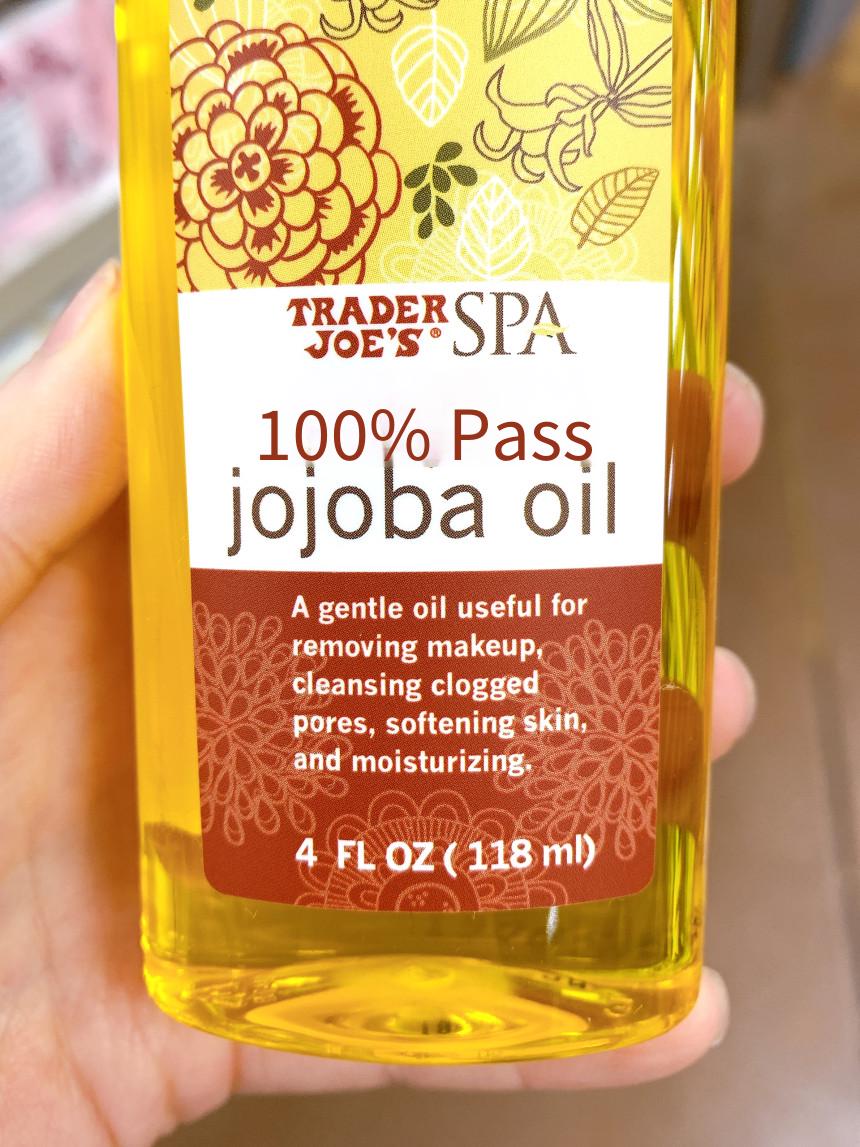 TRADER JOE'S® SPA
100% Pass
jojoba oil
A gentle oil useful for
removing makeup,
cleansing clogged
pores, softening skin,
and moisturizing.
4 FL OZ ( 118 ml)